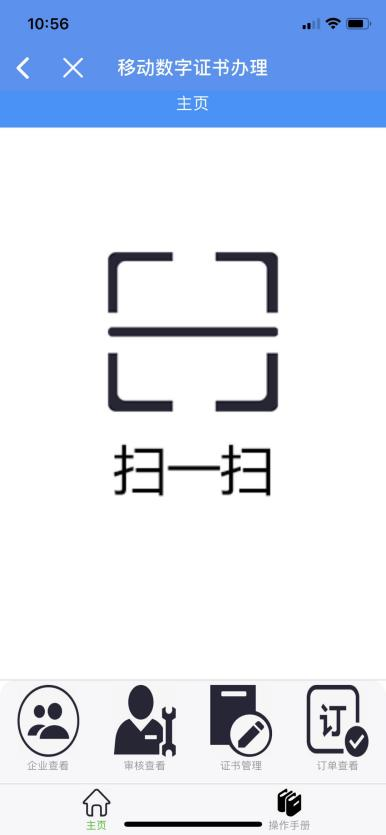 10:56
移动数字证书办理
主页
扫一扫
订
企业查看
审核查看
证书管理
订单查看
主页
操作手册